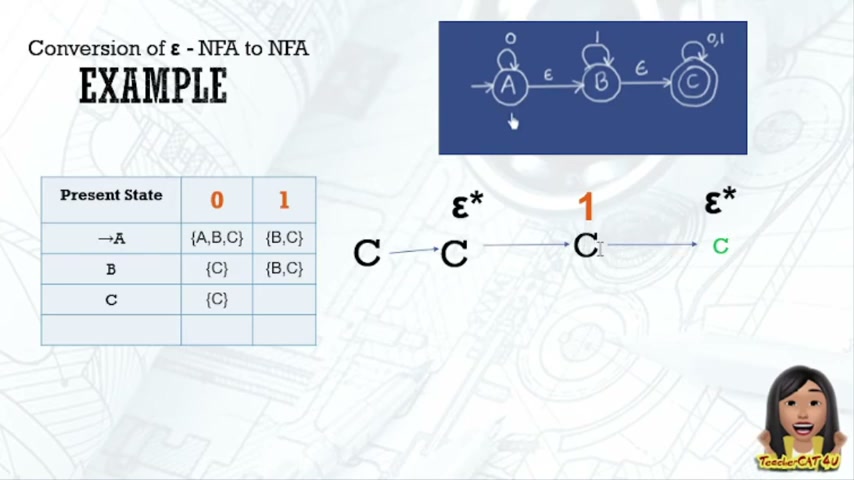 Conversion of ε - NFA to NFA
EXAMPLE
0 1 0,1
A ε B ε C
Present State 0 1
→A {A,B,C} {B,C}
B {C} {B,C}
C {C}
ε* 1 ε*
C C C C
TeacherCAT4U